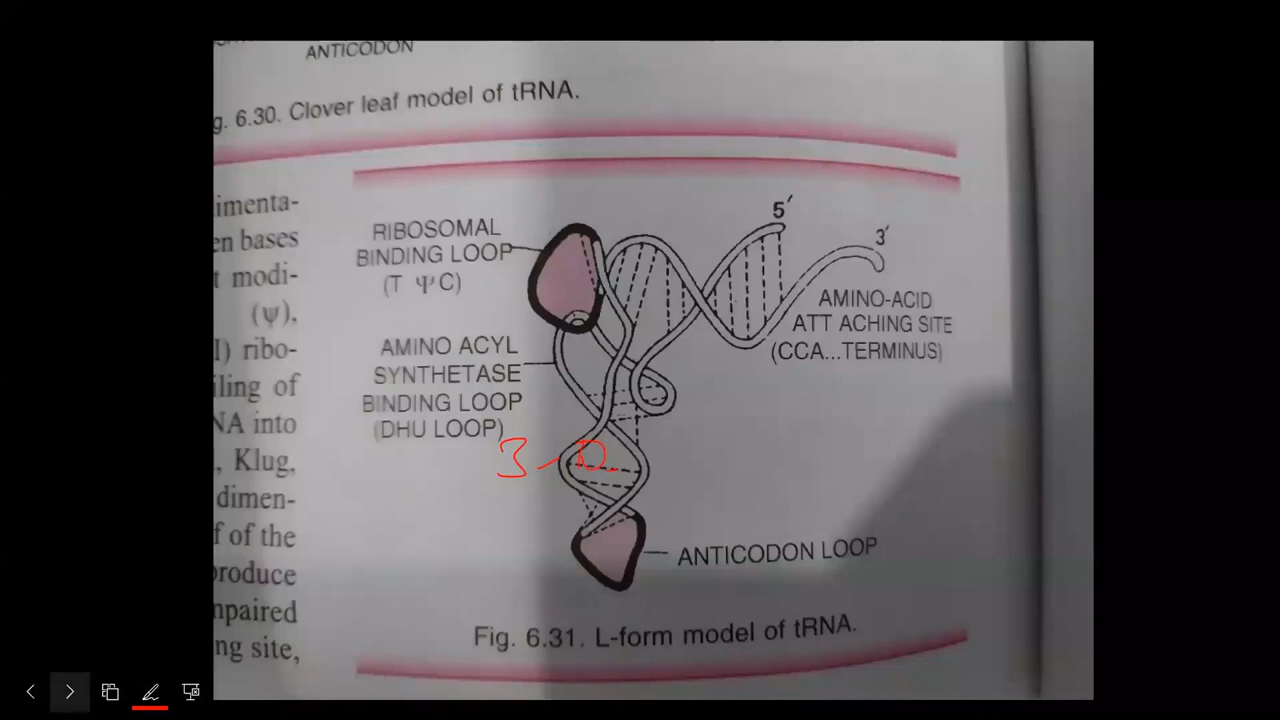 ANTICODON
g. 6.30. Clover leaf model of tRNA.
imenta-
en bases
t modi-
(ψ),
I) ribo-
iling of
NA into
, Klug,
dimen-
f of the
produce
npaired
ng site,
RIBOSOMAL
BINDING LOOP
(T ΨC)
AMINO ACYL
SYNTHETASE
BINDING LOOP
(DHU LOOP)
5′
3′
AMINO-ACID
ATT ACHING SITE
(CCA...TERMINUS)
3-D
ANTICODON LOOP
Fig. 6.31. L-form model of tRNA.